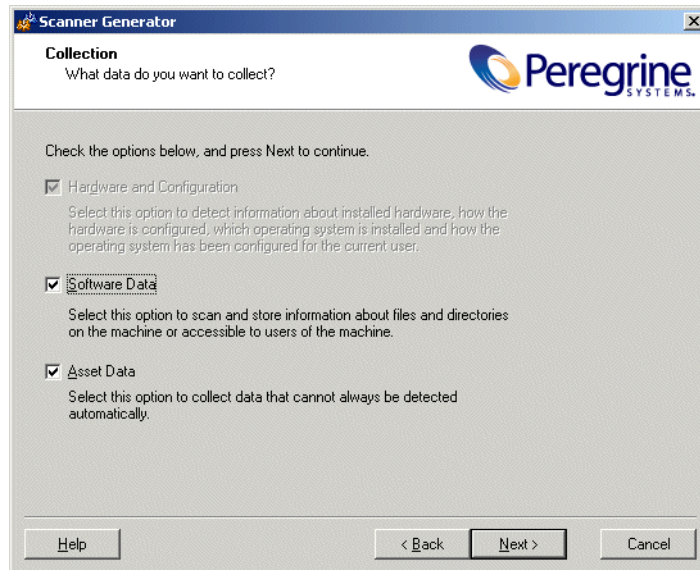 Scanner Generator
Collection
What data do you want to collect?
Peregrine
SYSTEMS.
Check the options below, and press Next to continue.
Hardware and Configuration
Select this option to detect information about installed hardware, how the
hardware is configured, which operating system is installed and how the
operating system has been configured for the current user.
Software Data
Select this option to scan and store information about files and directories
on the machine or accessible to users of the machine.
Asset Data
Select this option to collect data that cannot always be detected
automatically.
Help
< Back
Next >
Cancel